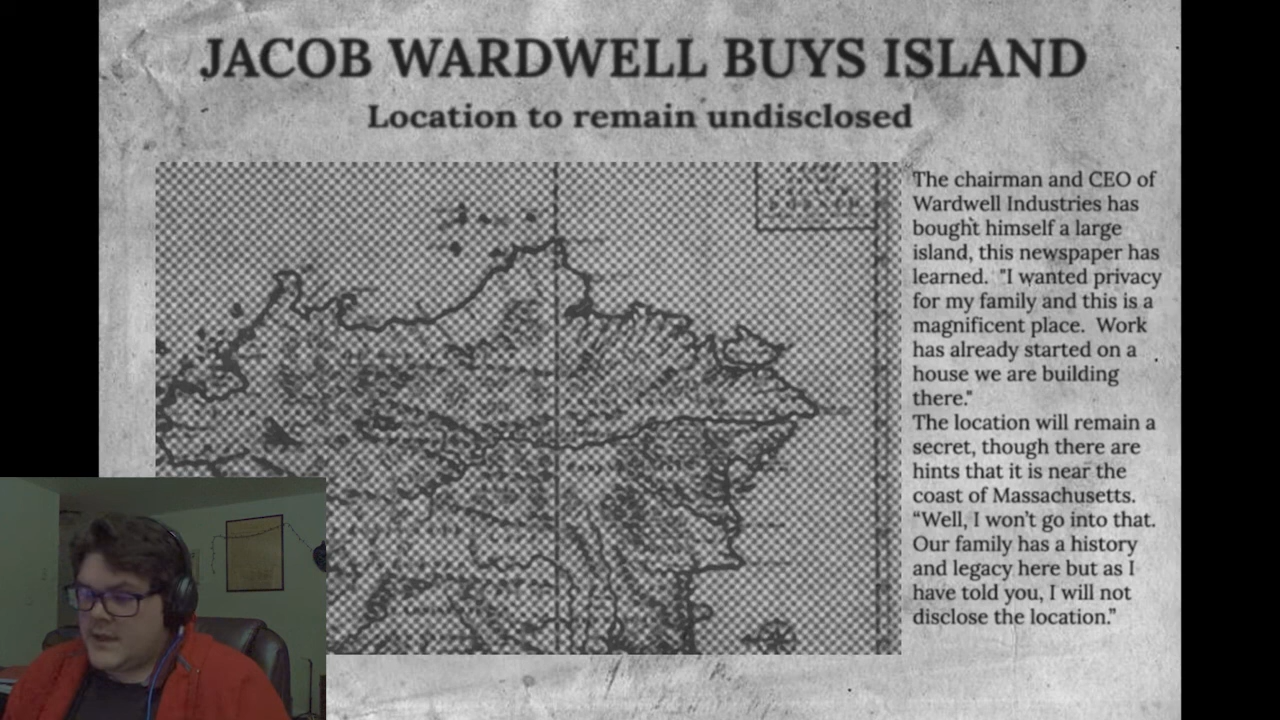 JACOB WARDWELL BUYS ISLAND
Location to remain undisclosed
The chairman and CEO of
Wardwell Industries has
bought himself a large
island, this newspaper has
learned.  "I wanted privacy
for my family and this is a
magnificent place.  Work
has already started on a
house we are building
there."
The location will remain a
secret, though there are
hints that it is near the
coast of Massachusetts.
“Well, I won’t go into that.
Our family has a history
and legacy here but as I
have told you, I will not
disclose the location.”